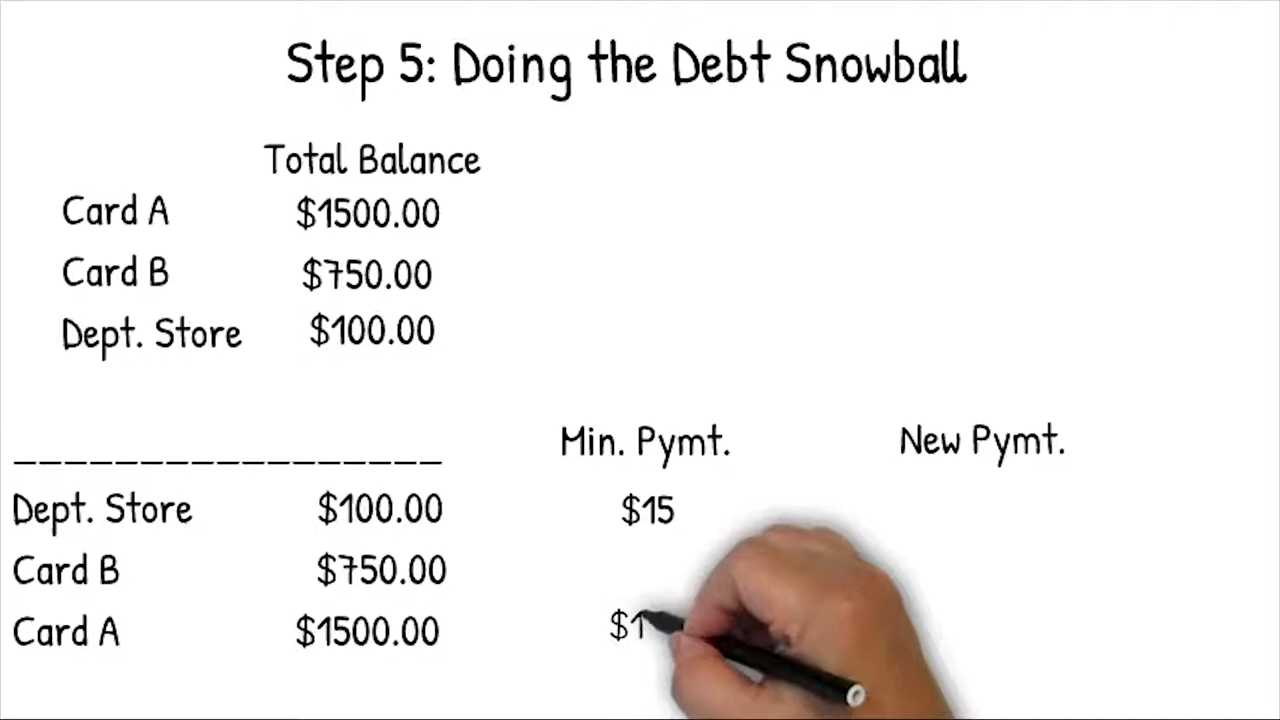 Step 5: Doing the Debt Snowball
Total Balance
Card A $1500.00
Card B $750.00
Dept. Store $100.00
__________________ Min. Pymt. New Pymt.
Dept. Store $100.00 $15
Card B $750.00
Card A $1500.00 $1